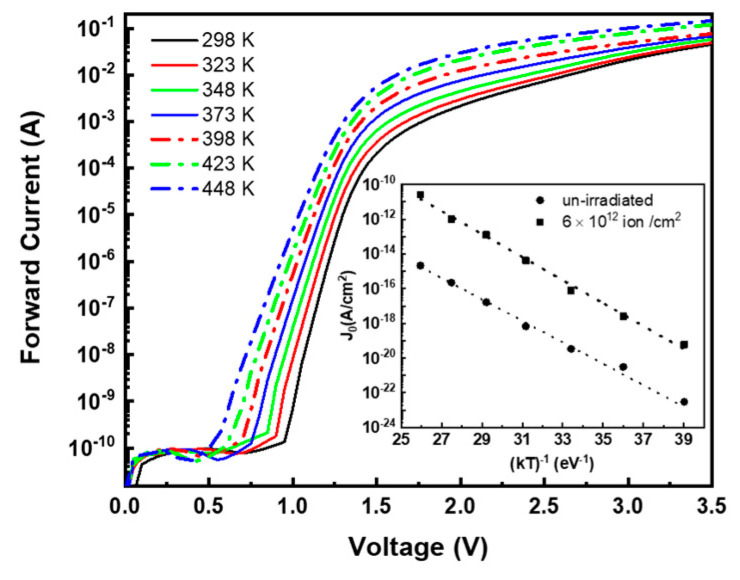 10⁻¹
10⁻²
10⁻³
10⁻⁴
10⁻⁵
10⁻⁶
10⁻⁷
10⁻⁸
10⁻⁹
10⁻¹⁰
Forward Current (A)
298 K
323 K
348 K
373 K
398 K
423 K
448 K
0.0 0.5 1.0 1.5 2.0 2.5 3.0 3.5
Voltage (V)
un-irradiated
6 × 10¹² ion /cm²
10⁻¹⁰
10⁻¹²
10⁻¹⁴
10⁻¹⁶
10⁻¹⁸
10⁻²⁰
10⁻²²
10⁻²⁴
J₀(A/cm²)
25 27 29 31 33 35 37 39
(kT)⁻¹ (eV⁻¹)